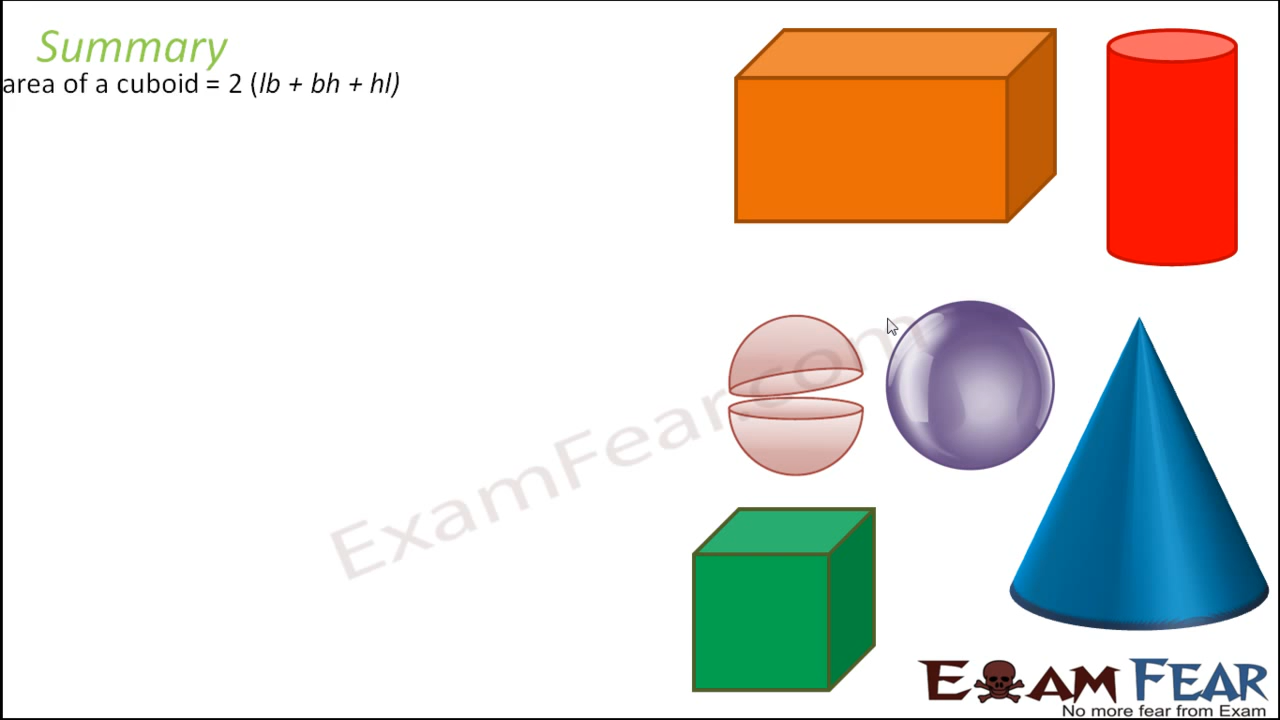 Summary
area of a cuboid = 2 (lb + bh + hl)
ExamFear.com
EXAM FEAR
No more fear from Exam